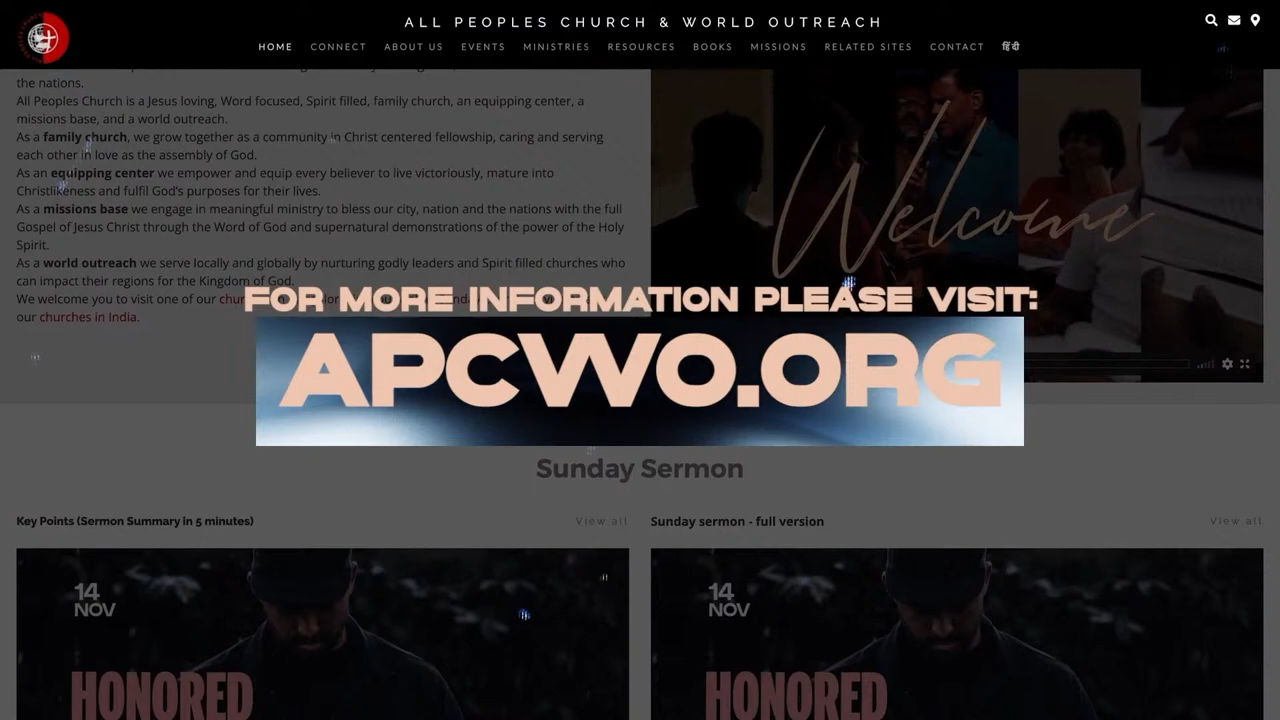 ALL PEOPLES CHURCH & WORLD OUTREACH
HOME CONNECT ABOUT US EVENTS MINISTRIES RESOURCES BOOKS MISSIONS RELATED SITES CONTACT हिंदी
the nations.
All Peoples Church is a Jesus loving, Word focused, Spirit filled, family church, an equipping center, a
missions base, and a world outreach.
As a family church, we grow together as a community in Christ centered fellowship, caring and serving
each other in love as the assembly of God.
As an equipping center we empower and equip every believer to live victoriously, mature into
Christlikeness and fulfil God's purposes for their lives.
As a missions base we engage in meaningful ministry to bless our city, nation and the nations with the full
Gospel of Jesus Christ through the Word of God and supernatural demonstrations of the power of the Holy
Spirit.
As a world outreach we serve locally and globally by nurturing godly leaders and Spirit filled churches who
can impact their regions for the Kingdom of God.
We welcome you to visit one of our
our churches in India.
Welcome
FOR MORE INFORMATION PLEASE VISIT:
APCWO.ORG
Sunday Sermon
Key Points (Sermon Summary in 5 minutes) View all
Sunday sermon - full version View all
14
NOV
HONORED
14
NOV
HONORED